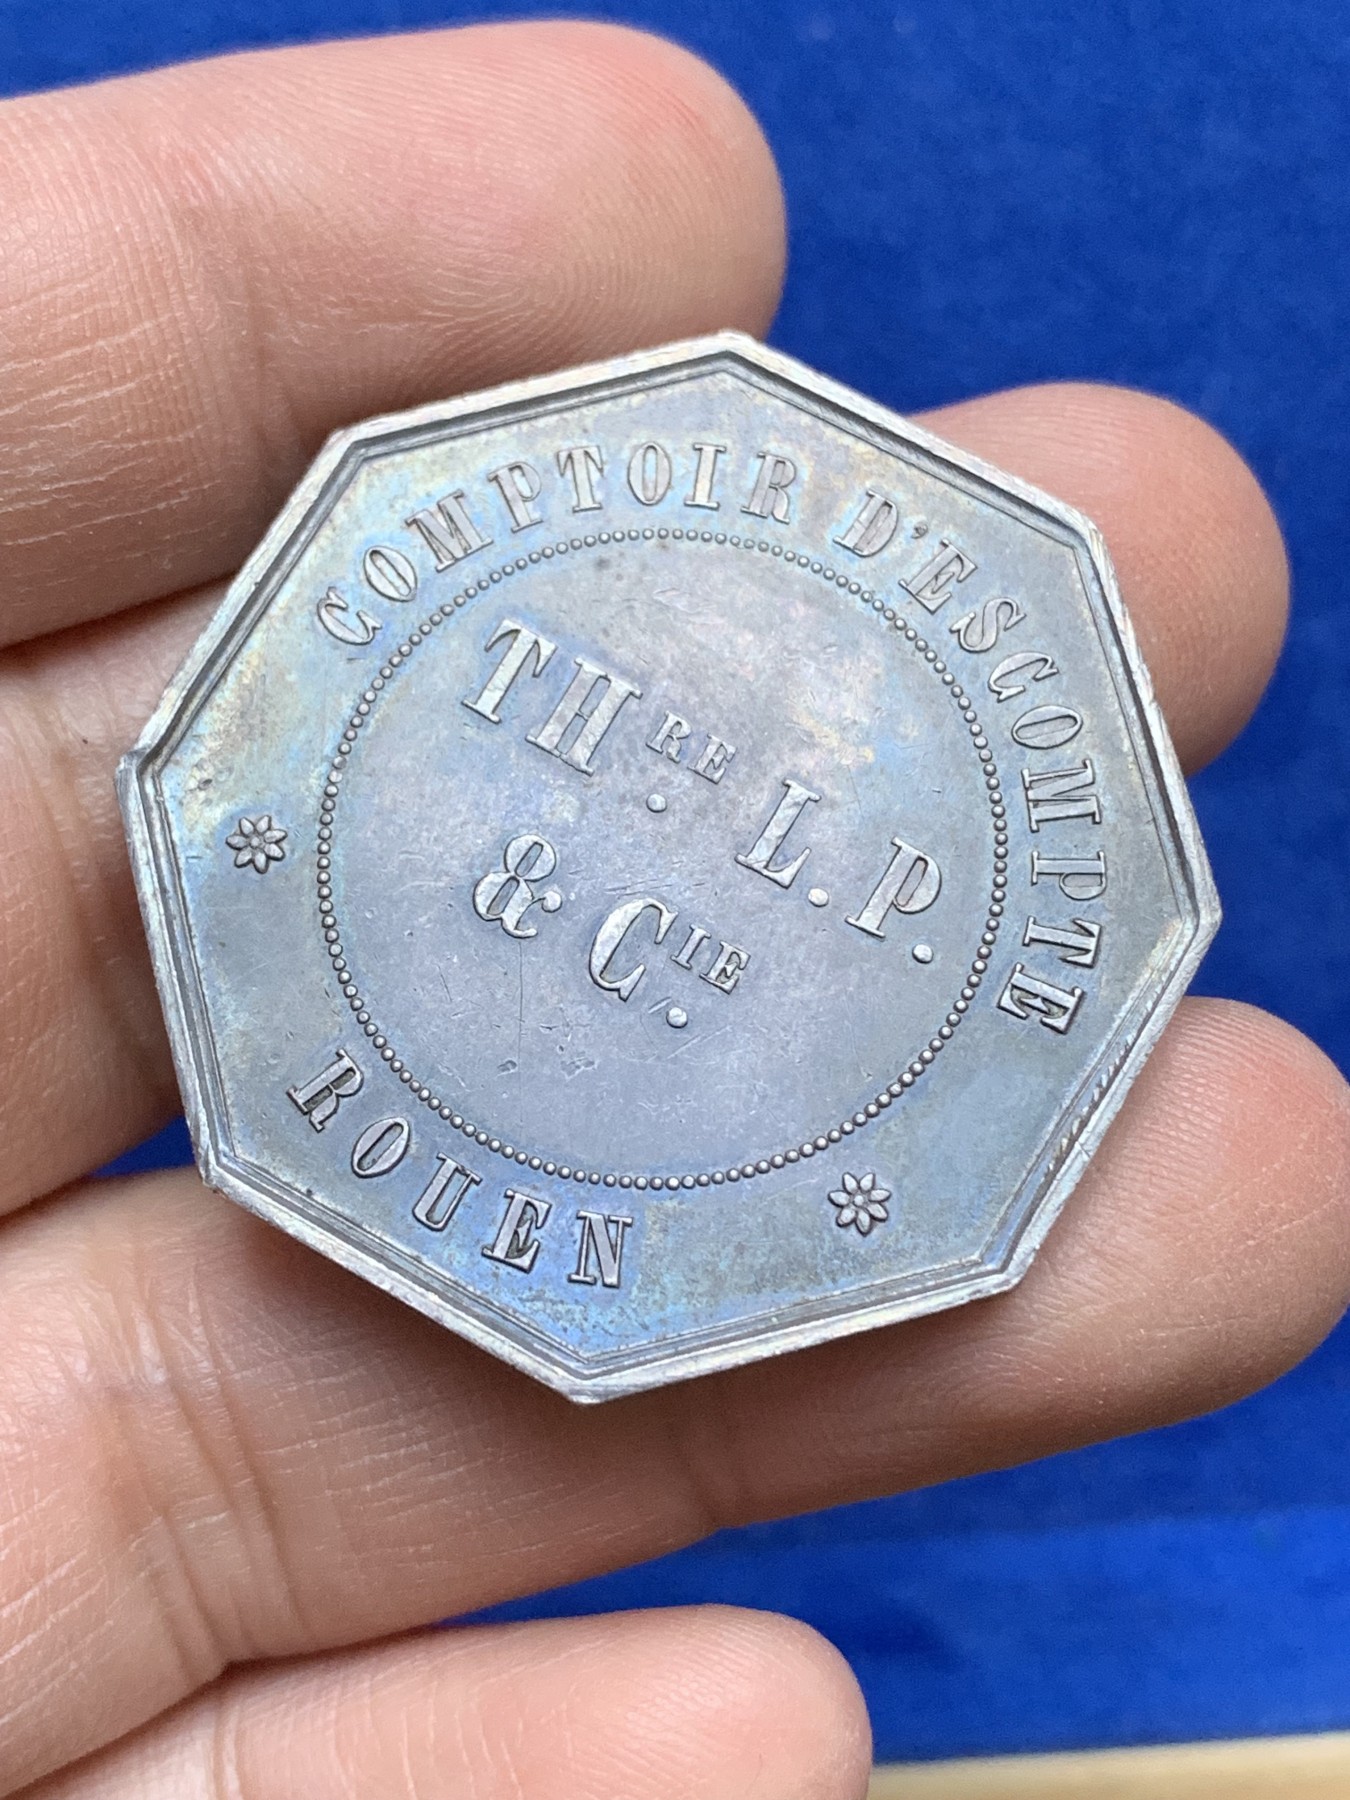 COMPTOIR D'ESCOMPTE
THRE. L. P.
& CIE.
ROUEN